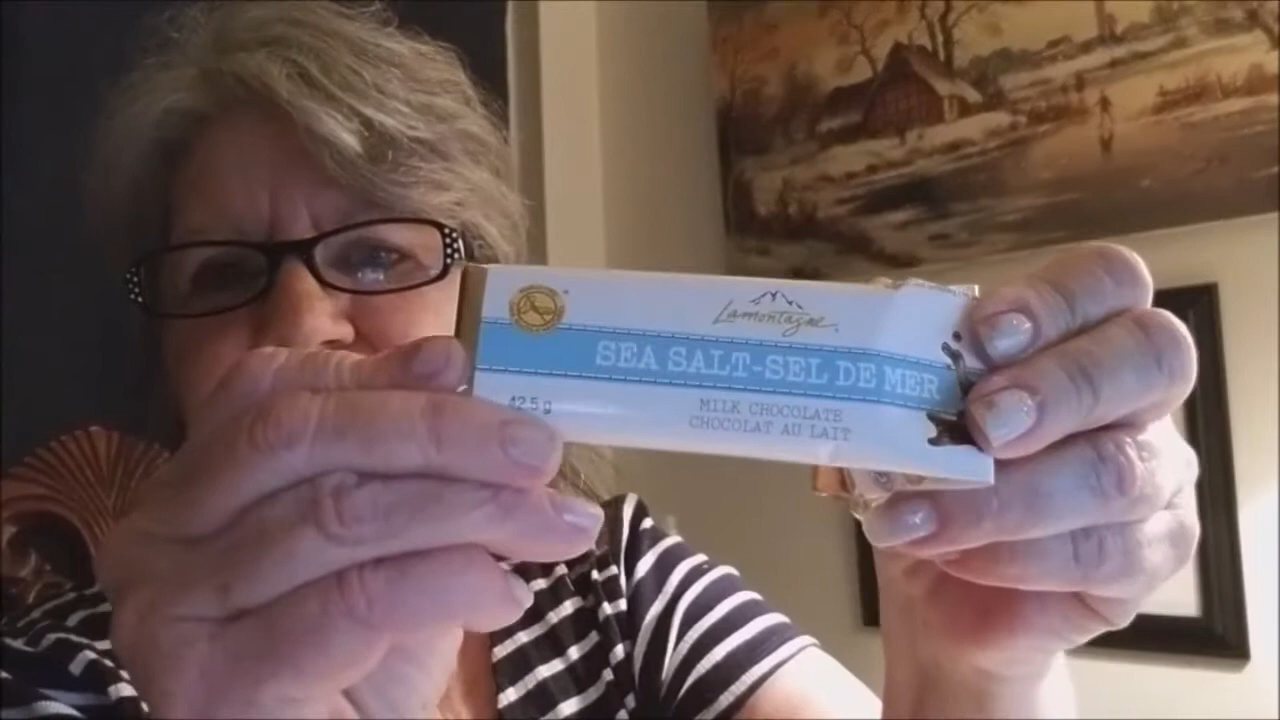 Lamontagne
SEA SALT-SEL DE MER
42.5 g
MILK CHOCOLATE
CHOCOLAT AU LAIT